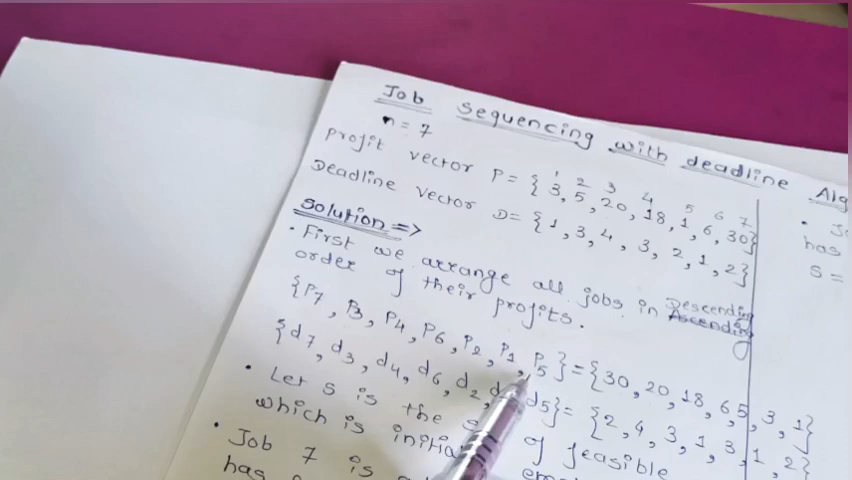 Job Sequencing with deadline Alg
n = 7
1 2 3 4 5 6 7
Profit vector P = {3, 5, 20, 18, 1, 6, 30}
Deadline vector D = {1, 3, 4, 3, 2, 1, 2}
Solution =>
• First we arrange all jobs in Descending Ascending
order of their profits.
{P7, P3, P4, P6, P2, P1, P5} = {30, 20, 18, 6, 5, 3, 1}
{d7, d3, d4, d6, d2, d5} = {2, 4, 3, 1, 3, 1, 2}
• Let S is the of feasible
which is
• Job 7 is
has
has
S =